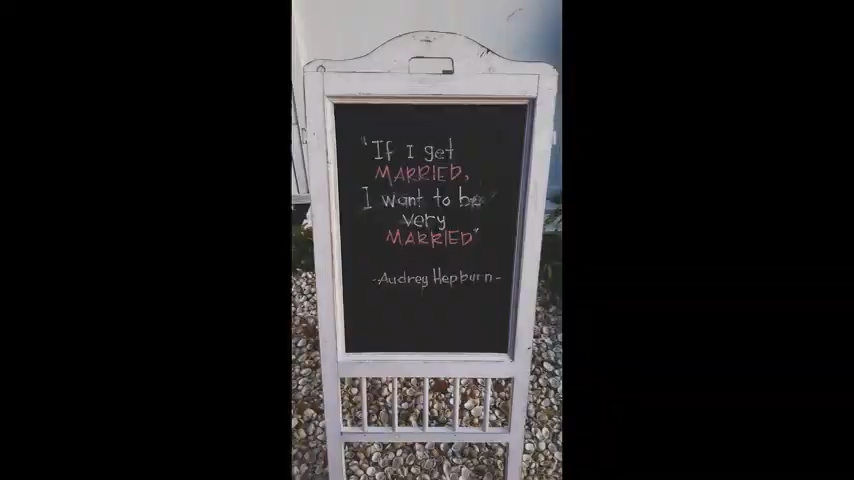 "If I get
MARRIED,
I want to be
very
MARRIED"
-Audrey Hepburn-